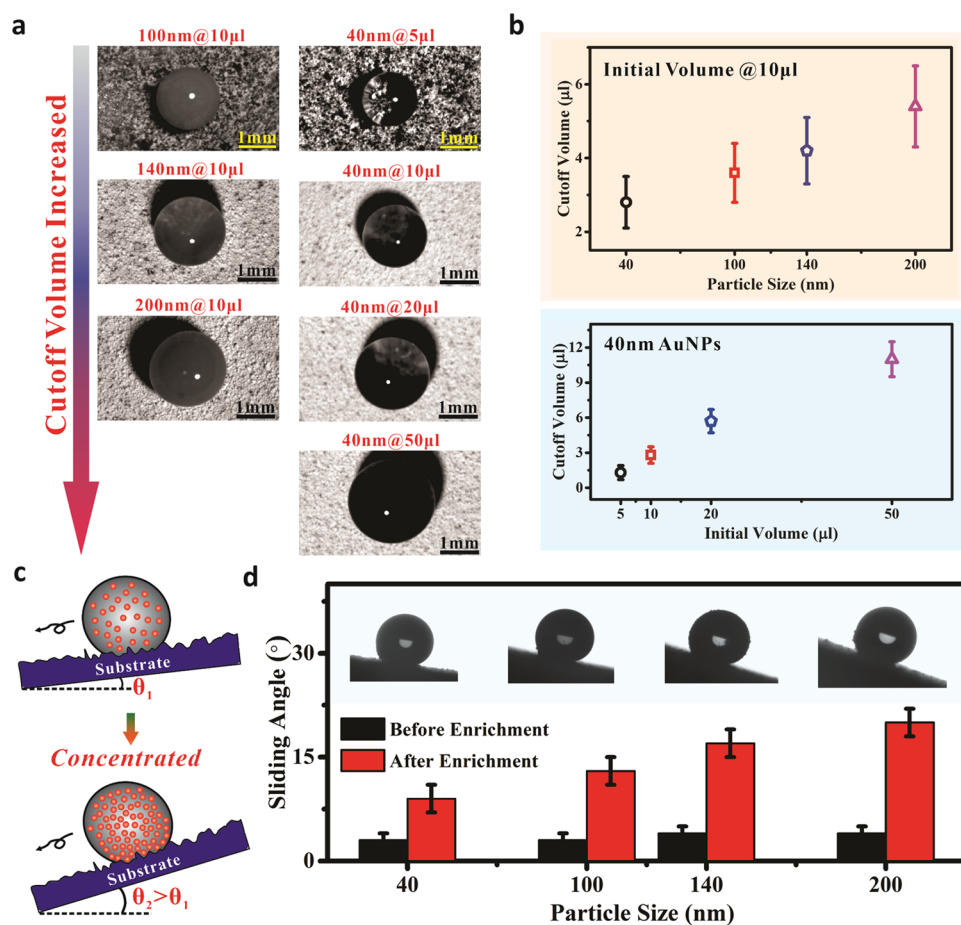 a
Cutoff Volume Increased
100nm@10μl
1mm
40nm@5μl
1mm
140nm@10μl
1mm
40nm@10μl
1mm
200nm@10μl
1mm
40nm@20μl
1mm
40nm@50μl
1mm
b
Initial Volume @10μl
Cutoff Volume (μl)
6
4
2
40
100
140
200
Particle Size (nm)
40nm AuNPs
Cutoff Volume (μl)
12
9
6
3
0
5
10
20
50
Initial Volume (μl)
c
Substrate
θ1
Concentrated
Substrate
θ2>θ1
d
Sliding Angle (°)
30
15
0
Before Enrichment
After Enrichment
40
100
140
200
Particle Size (nm)